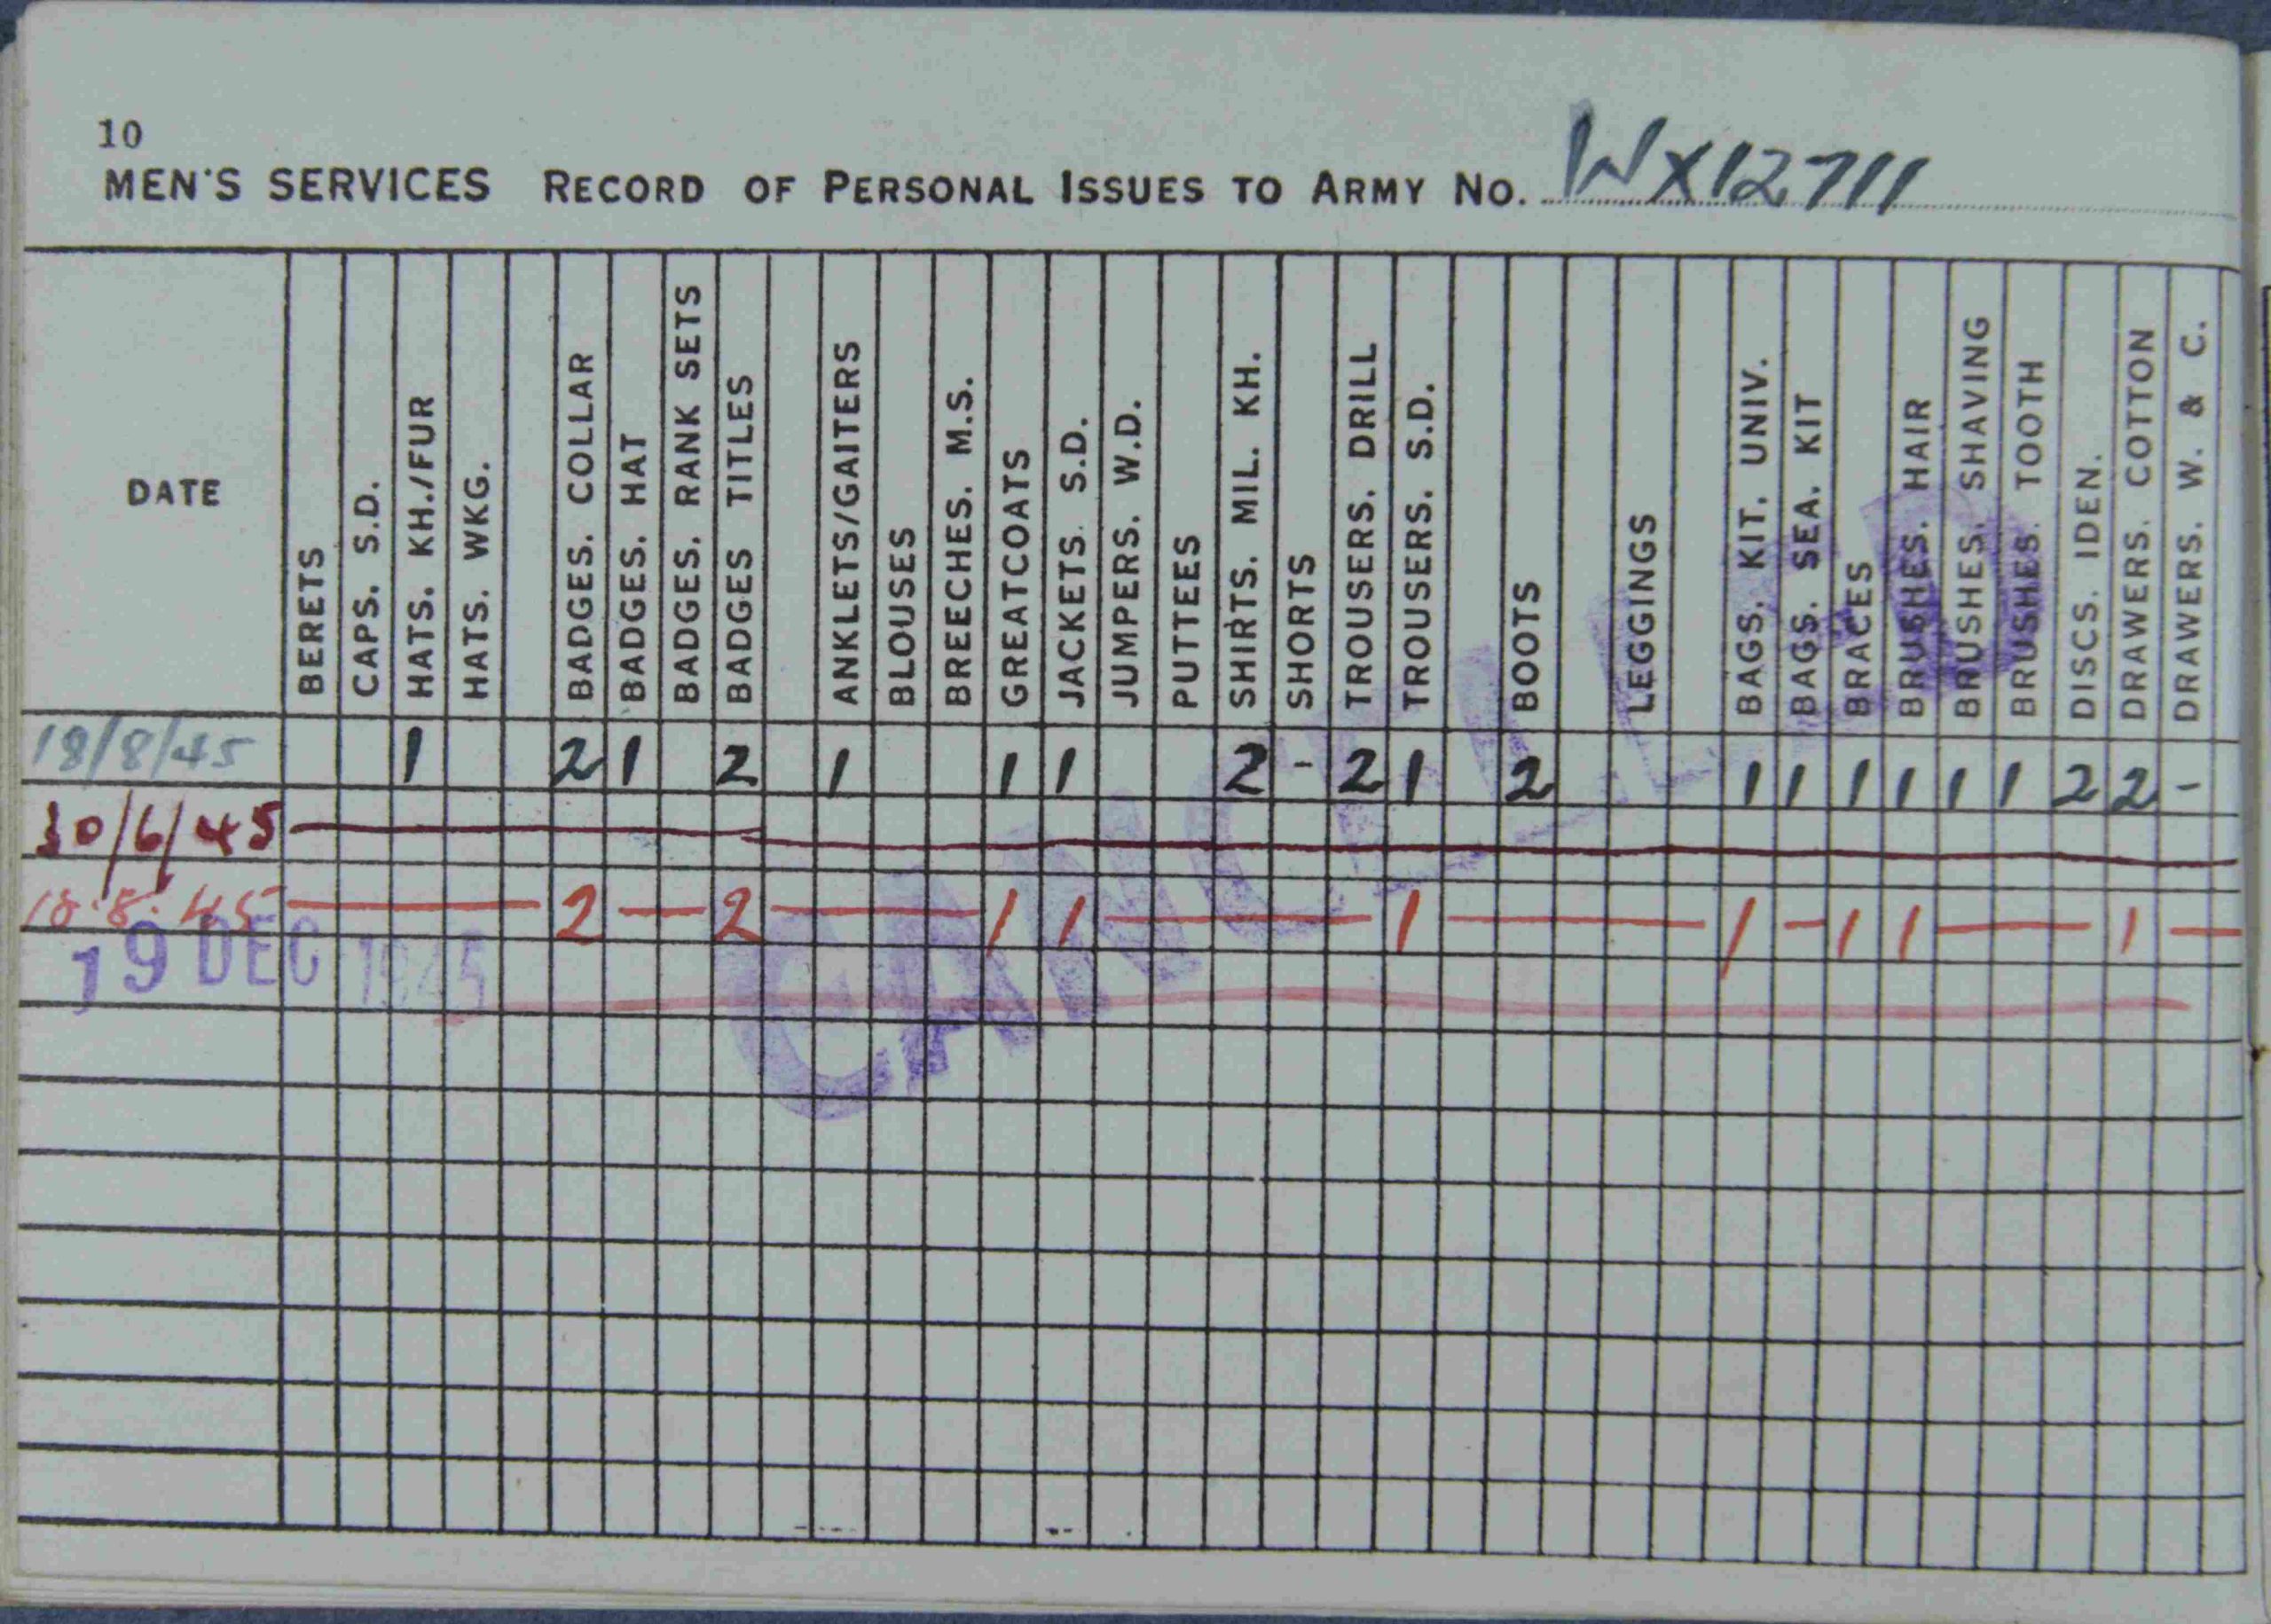 10
MEN'S SERVICES RECORD OF PERSONAL ISSUES TO ARMY NO. WX12711
DATE
BERETS
CAPS. S.D.
HATS. KH./FUR
HATS. WKG.
BADGES. COLLAR
BADGES. HAT
BADGES. RANK SETS
BADGES TITLES
ANKLETS/GAITERS
BLOUSES
BREECHES. M.S.
GREATCOATS
JACKETS. S.D.
JUMPERS. W.D.
PUTTEES
SHIRTS. MIL. KH.
SHORTS
TROUSERS. DRILL
TROUSERS. S.D.
BOOTS
LEGGINGS
BAGS. KIT. UNIV.
BAGS. SEA. KIT
BRACES
BRUSHES. HAIR
BRUSHES. SHAVING
BRUSHES. TOOTH
DISCS. IDEN.
DRAWERS. COTTON
DRAWERS. W. & C.
18/8/45 1 2 1 2 1 1 1 2 - 2 1 2 1 1 1 1 1 1 2 2 -
30/6/45
18.8.45 — 2 — 2 — 1 1 — 1 — 1 - 1 1 — 1 —
19 DEC 1945
CANCELLED